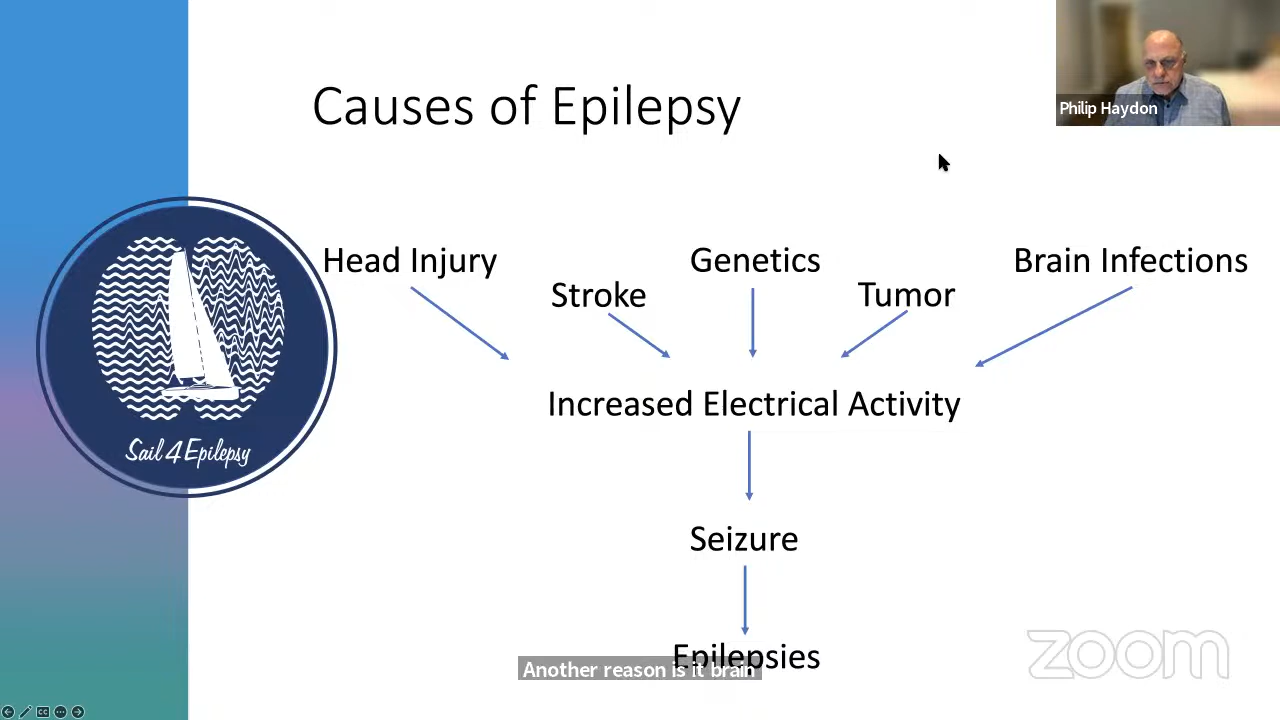 Causes of Epilepsy
Philip Haydon
Head Injury
Genetics
Brain Infections
Stroke
Tumor
Increased Electrical Activity
Sail 4 Epilepsy
Seizure
Epilepsies
Another reason is it brain
zoom